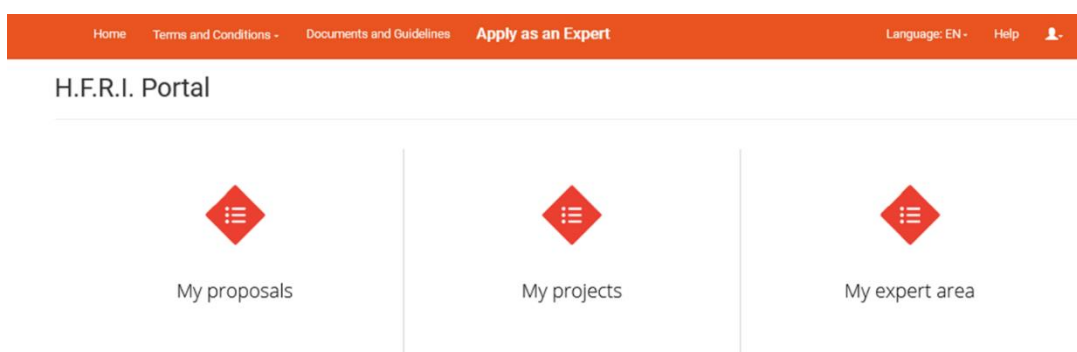 Home Terms and Conditions - Documents and Guidelines Apply as an Expert Language: EN - Help
H.F.R.I. Portal
My proposals My projects My expert area